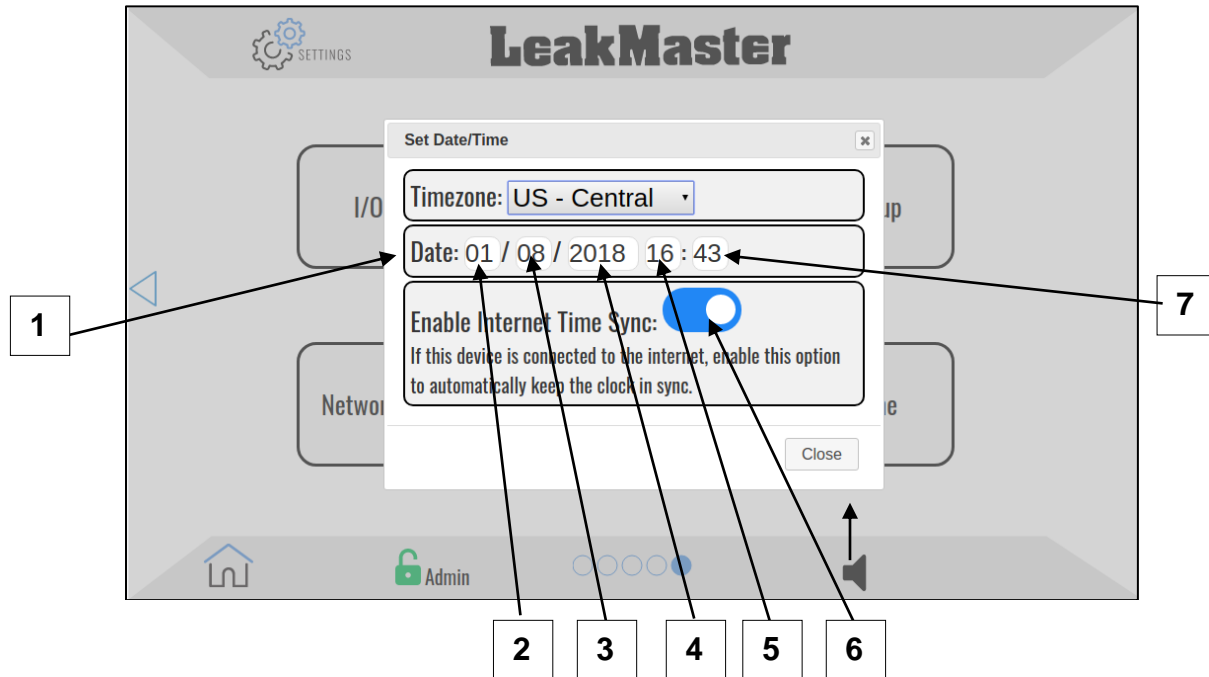 SETTINGS
LeakMaster
Set Date/Time
I/O
up
Timezone: US - Central
Date: 01 / 08 / 2018 16 : 43
1
7
Enable Internet Time Sync:
If this device is connected to the internet, enable this option
to automatically keep the clock in sync.
Networ
e
Close
Admin
2 3 4 5 6